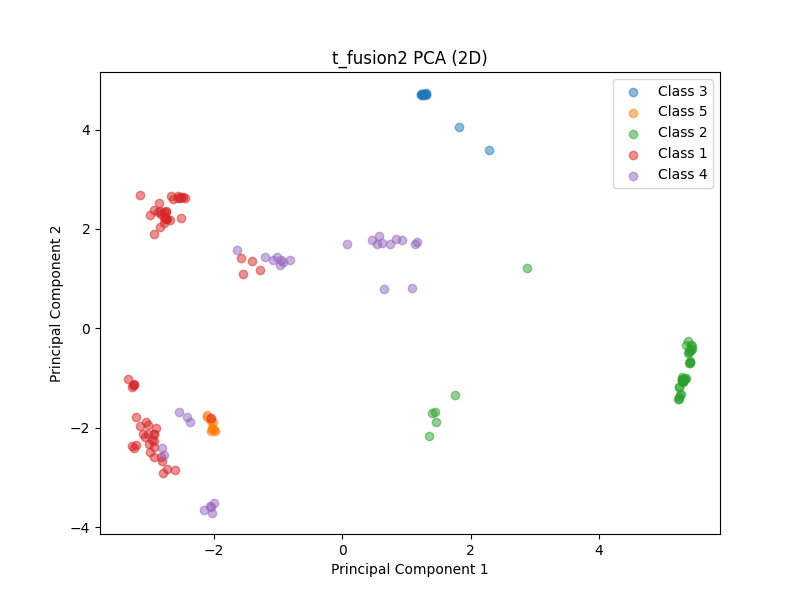 t_fusion2 PCA (2D)
Class 3
Class 5
Class 2
Class 1
Class 4
Principal Component 2
4
2
0
−2
−4
−2
0
2
4
Principal Component 1